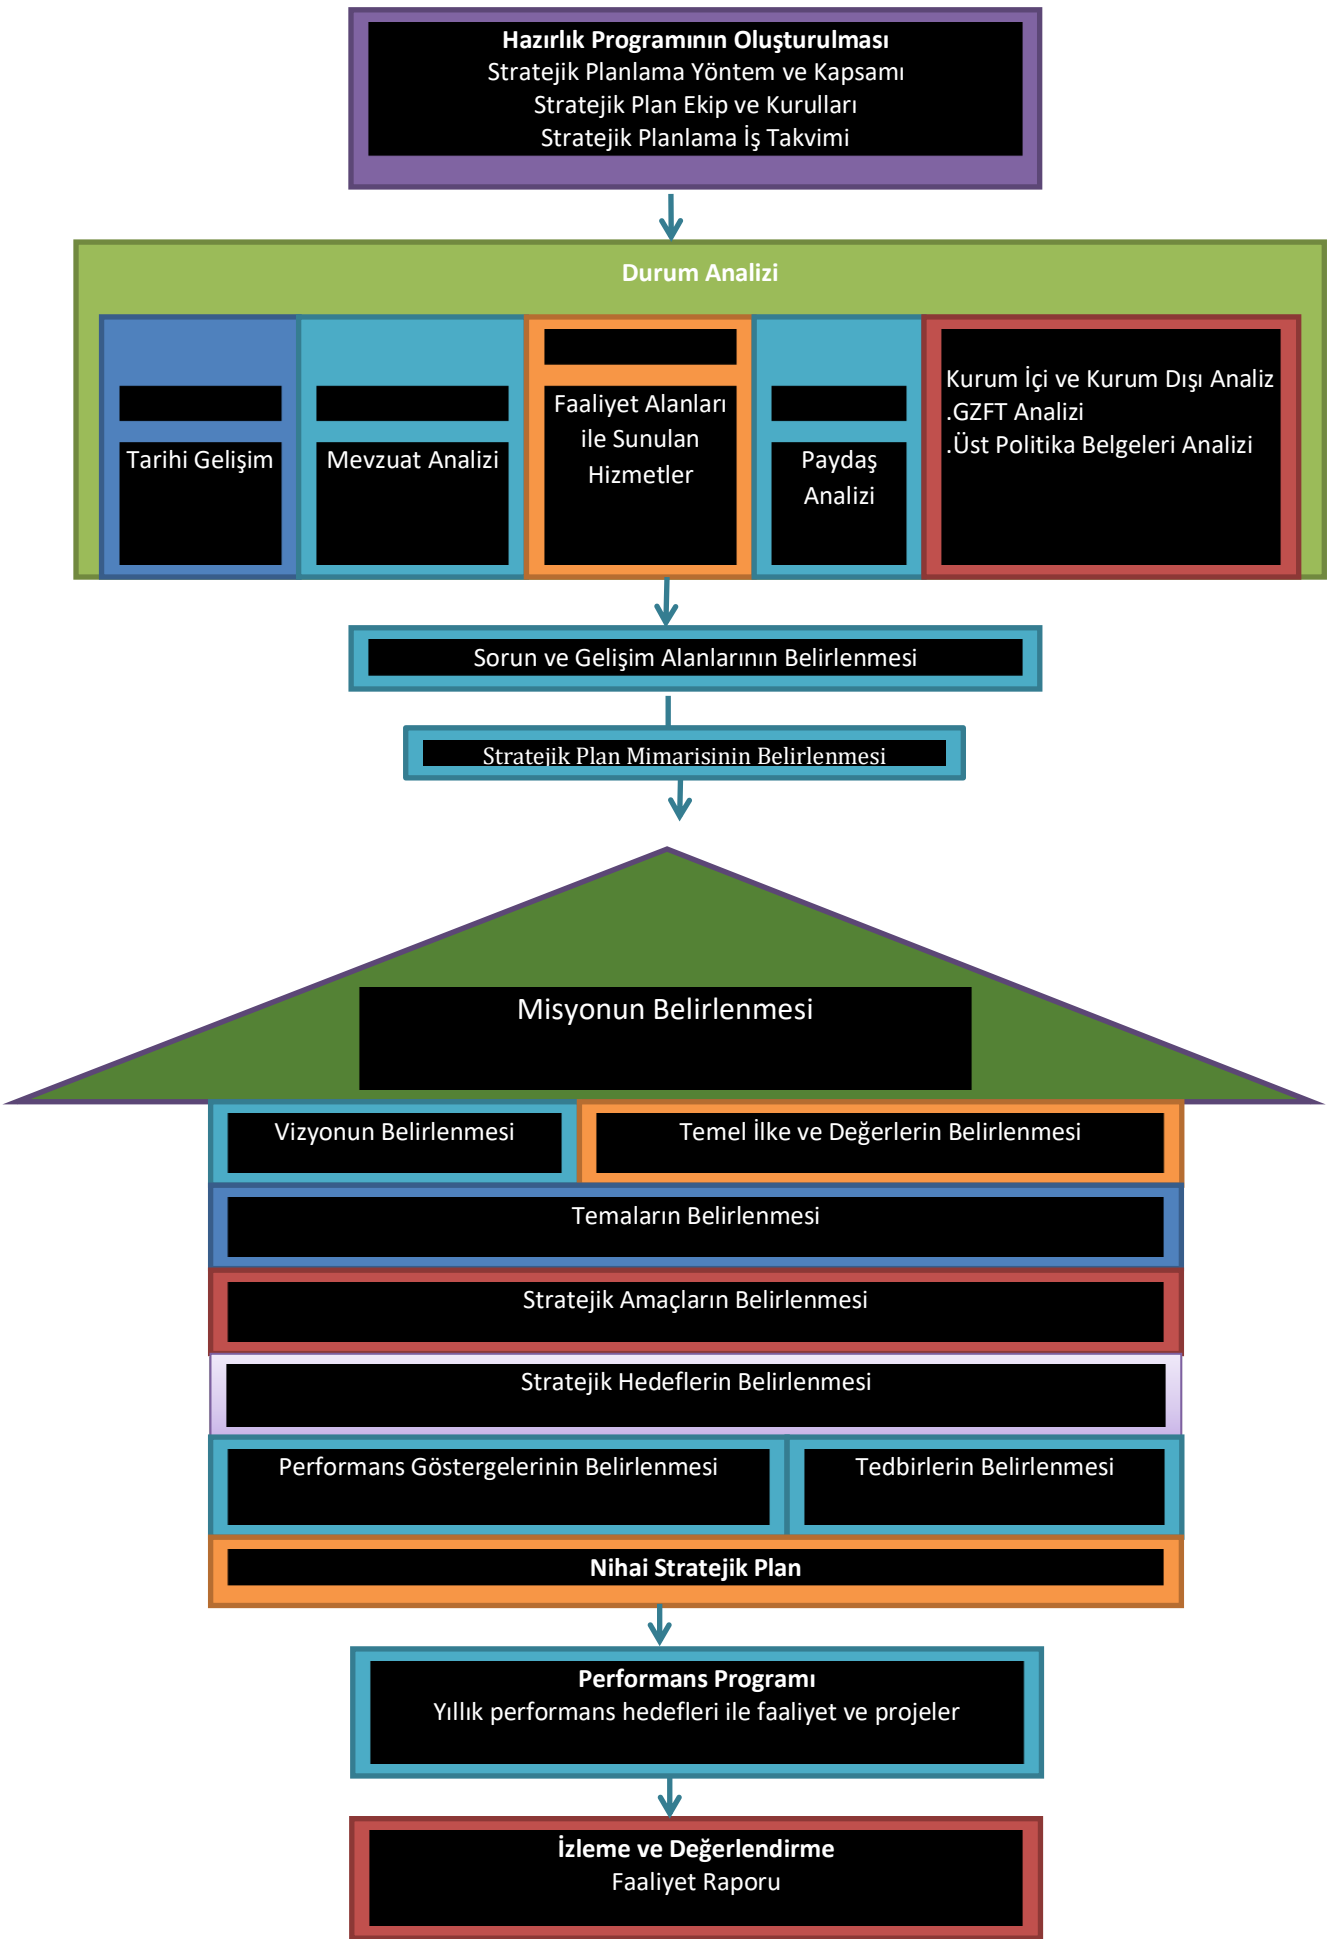 Hazırlık Programının Oluşturulması
Stratejik Planlama Yöntem ve Kapsamı
Stratejik Plan Ekip ve Kurulları
Stratejik Planlama İş Takvimi
Durum Analizi
Tarihi Gelişim
Mevzuat Analizi
Faaliyet Alanları
ile Sunulan
Hizmetler
Paydaş
Analizi
Kurum İçi ve Kurum Dışı Analiz
.GZFT Analizi
.Üst Politika Belgeleri Analizi
Sorun ve Gelişim Alanlarının Belirlenmesi
Stratejik Plan Mimarisinin Belirlenmesi
Misyonun Belirlenmesi
Vizyonun Belirlenmesi
Temel İlke ve Değerlerin Belirlenmesi
Temaların Belirlenmesi
Stratejik Amaçların Belirlenmesi
Stratejik Hedeflerin Belirlenmesi
Performans Göstergelerinin Belirlenmesi
Tedbirlerin Belirlenmesi
Nihai Stratejik Plan
Performans Programı
Yıllık performans hedefleri ile faaliyet ve projeler
İzleme ve Değerlendirme
Faaliyet Raporu